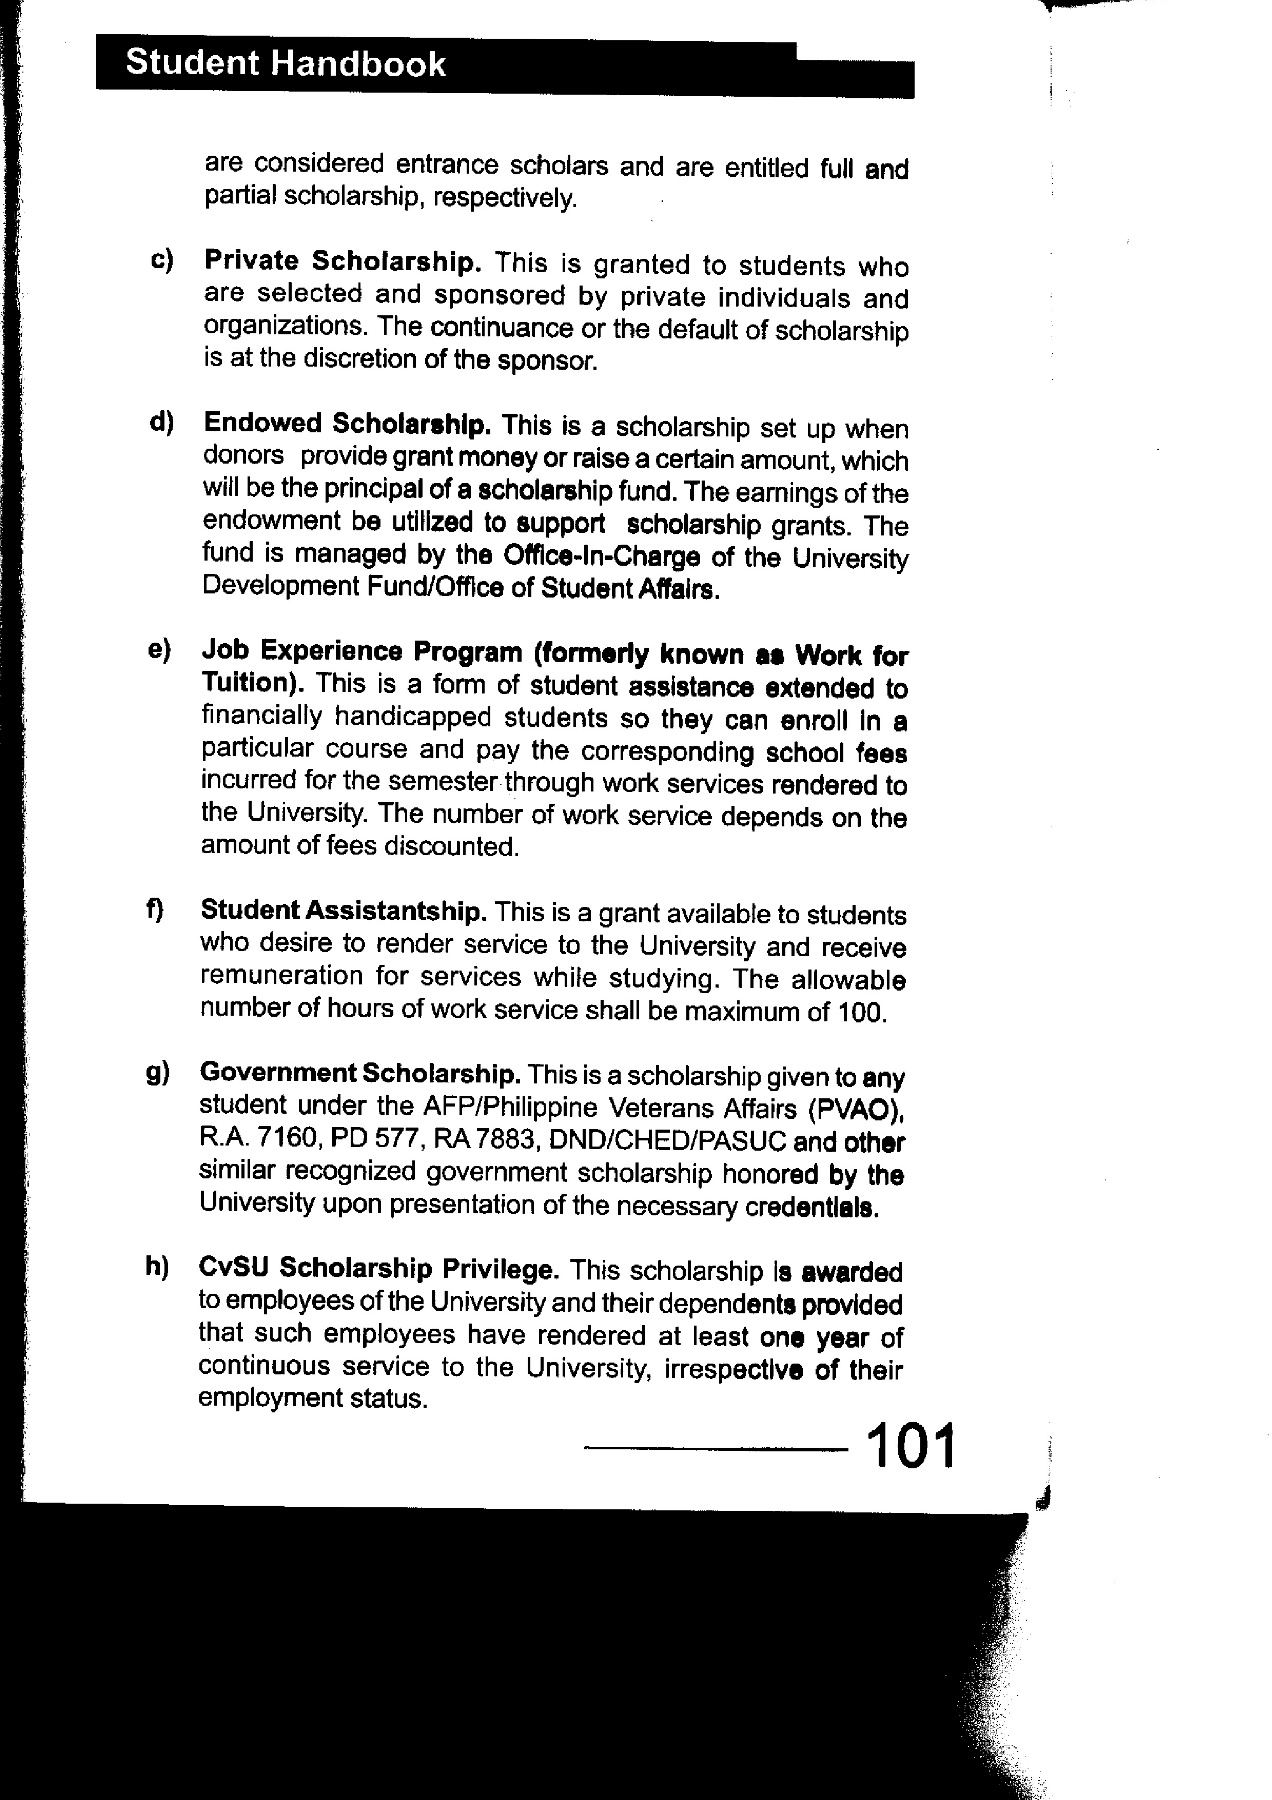 Student Handbook
are considered entrance scholars and are entitled full and
partial scholarship, respectively.
c) Private Scholarship. This is granted to students who
are selected and sponsored by private individuals and
organizations. The continuance or the default of scholarship
is at the discretion of the sponsor.
d) Endowed Scholarship. This is a scholarship set up when
donors provide grant money or raise a certain amount, which
will be the principal of a scholarship fund. The earnings of the
endowment be utilized to support scholarship grants. The
fund is managed by the Office-In-Charge of the University
Development Fund/Office of Student Affairs.
e) Job Experience Program (formerly known as Work for
Tuition). This is a form of student assistance extended to
financially handicapped students so they can enroll in a
particular course and pay the corresponding school fees
incurred for the semester through work services rendered to
the University. The number of work service depends on the
amount of fees discounted.
f) Student Assistantship. This is a grant available to students
who desire to render service to the University and receive
remuneration for services while studying. The allowable
number of hours of work service shall be maximum of 100.
g) Government Scholarship. This is a scholarship given to any
student under the AFP/Philippine Veterans Affairs (PVAO),
R.A. 7160, PD 577, RA 7883, DND/CHED/PASUC and other
similar recognized government scholarship honored by the
University upon presentation of the necessary credentials.
h) CvSU Scholarship Privilege. This scholarship is awarded
to employees of the University and their dependents provided
that such employees have rendered at least one year of
continuous service to the University, irrespective of their
employment status.
101